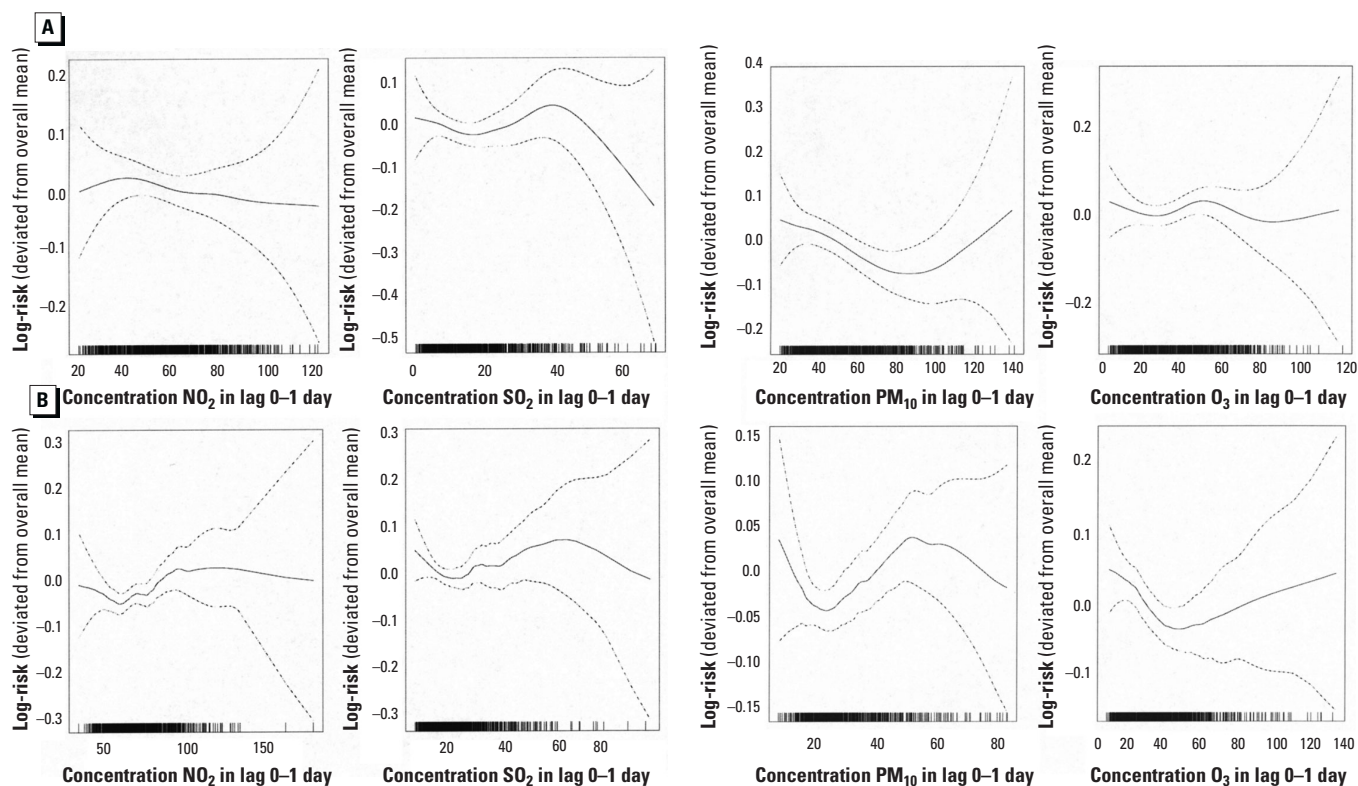 A
Log-risk (deviated from overall mean)
0.2
0.1
0.0
–0.1
–0.2
20 40 60 80 100 120
Concentration NO2 in lag 0–1 day
Log-risk (deviated from overall mean)
0.1
0.0
–0.1
–0.2
–0.3
–0.4
–0.5
0 20 40 60
Concentration SO2 in lag 0–1 day
Log-risk (deviated from overall mean)
0.4
0.3
0.2
0.1
0.0
–0.1
–0.2
20 40 60 80 100 120 140
Concentration PM10 in lag 0–1 day
Log-risk (deviated from overall mean)
0.2
0.0
–0.2
0 20 40 60 80 100 120
Concentration O3 in lag 0–1 day
B
Log-risk (deviated from overall mean)
0.3
0.2
0.1
0.0
–0.1
–0.2
–0.3
50 100 150
Concentration NO2 in lag 0–1 day
Log-risk (deviated from overall mean)
0.3
0.2
0.1
0.0
–0.1
–0.2
–0.3
20 40 60 80
Concentration SO2 in lag 0–1 day
Log-risk (deviated from overall mean)
0.15
0.10
0.05
0.0
–0.05
–0.10
–0.15
20 40 60 80
Concentration PM10 in lag 0–1 day
Log-risk (deviated from overall mean)
0.2
0.1
0.0
–0.1
0 20 40 60 80 100 120 140
Concentration O3 in lag 0–1 day